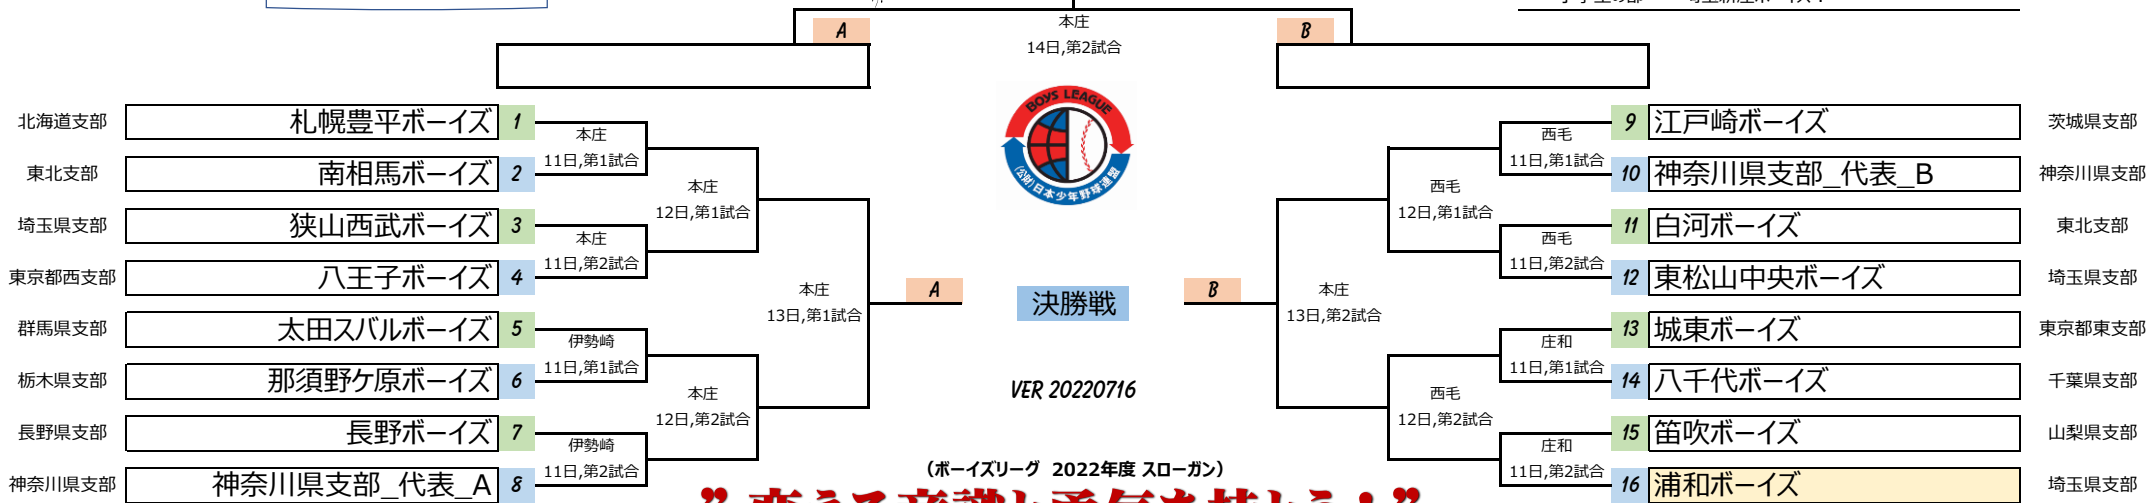 本庄
14日,第2試合
A
B
BOYS LEAGUE
(公財)日本少年野球連盟
北海道支部 札幌豊平ボーイズ 1
東北支部 南相馬ボーイズ 2
埼玉県支部 狭山西武ボーイズ 3
東京都西支部 八王子ボーイズ 4
群馬県支部 太田スバルボーイズ 5
栃木県支部 那須野ケ原ボーイズ 6
長野県支部 長野ボーイズ 7
神奈川県支部 神奈川県支部_代表_A 8
本庄
11日,第1試合
本庄
11日,第2試合
伊勢崎
11日,第1試合
伊勢崎
11日,第2試合
本庄
12日,第1試合
本庄
12日,第2試合
本庄
13日,第1試合
A
決勝戦
B
VER 20220716
本庄
13日,第2試合
西毛
12日,第1試合
西毛
12日,第2試合
西毛
11日,第1試合
西毛
11日,第2試合
庄和
11日,第1試合
庄和
11日,第2試合
9 江戸崎ボーイズ 茨城県支部
10 神奈川県支部_代表_B 神奈川県支部
11 白河ボーイズ 東北支部
12 東松山中央ボーイズ 埼玉県支部
13 城東ボーイズ 東京都東支部
14 八千代ボーイズ 千葉県支部
15 笛吹ボーイズ 山梨県支部
16 浦和ボーイズ 埼玉県支部
(ボーイズリーグ 2022年度 スローガン)